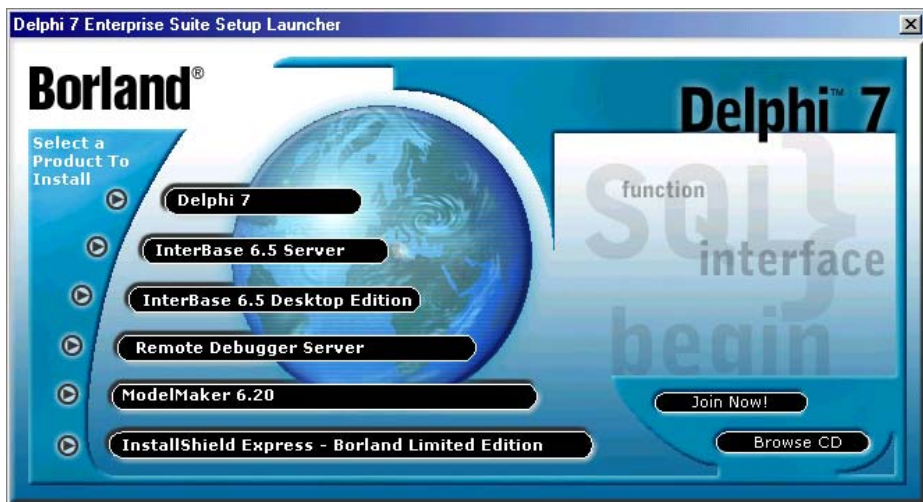 Delphi 7 Enterprise Suite Setup Launcher
Borland®
Delphi™ 7
Select a
Product To
Install
Delphi 7
InterBase 6.5 Server
InterBase 6.5 Desktop Edition
Remote Debugger Server
ModelMaker 6.20
InstallShield Express - Borland Limited Edition
SQL}
function
interface
begin
Join Now!
Browse CD